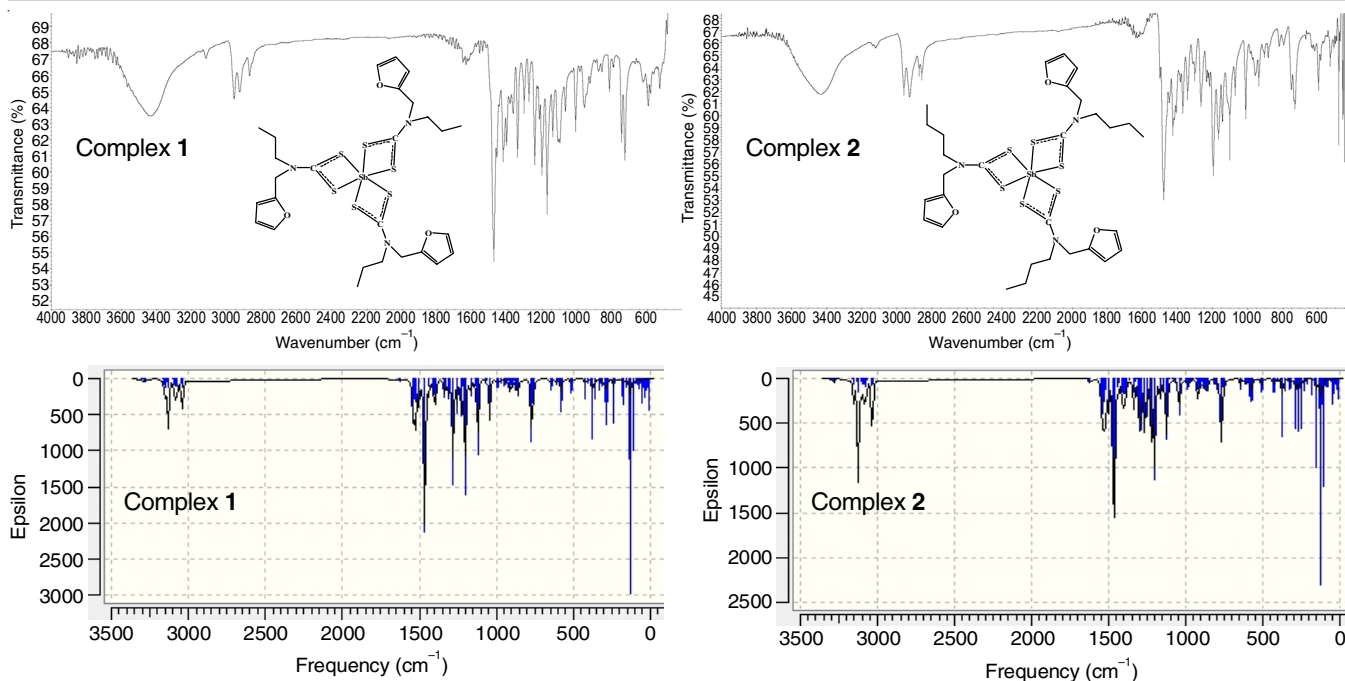 Transmittance (%)
69
68
67
66
65
64
63
62
61
60
59
58
57
56
55
54
53
52
Complex 1
O
N
S C
N C S S
Sb
S S
O S
C
N O
4000 3600 3400 3200 2800 2600 2400 2200 2000 1800 1600 1400 1200 1000 800 600
Wavenumber (cm–1)
Transmittance (%)
68
67
66
65
64
63
62
61
60
59
58
57
56
55
54
53
52
51
50
49
48
47
46
45
Complex 2
O
N
S C
N C S S
Sb
S S
O S
C
N O
4000 3600 3400 3200 2800 2600 2400 2200 2000 1800 1600 1400 1200 1000 800 600
Wavenumber (cm–1)
Epsilon
0
500
1000
1500
2000
2500
3000
Complex 1
3500 3000 2500 2000 1500 1000 500 0
Frequency (cm–1)
Epsilon
0
500
1000
1500
2000
2500
Complex 2
3500 3000 2500 2000 1500 1000 500 0
Frequency (cm–1)